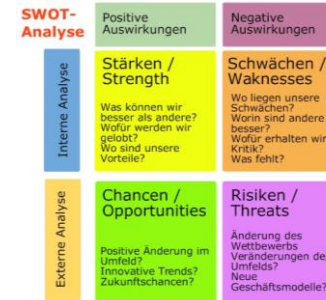 SWOT-
Analyse
Positive
Auswirkungen
Negative
Auswirkungen
Interne Analyse
Stärken /
Strength
Was können wir
besser als andere?
Wofür werden wir
gelobt?
Wo sind unsere
Vorteile?
Schwächen /
Waknesses
Wo liegen unsere
Schwächen?
Worin sind andere
besser?
Wofür erhalten wir
Kritik?
Was fehlt?
Externe Analyse
Chancen /
Opportunities
Positive Änderung im
Umfeld?
Innovative Trends?
Zukunftschancen?
Risiken /
Threats
Änderung des
Wettbewerbs
Veränderungen de
Umfelds?
Neue
Geschäftsmodelle?